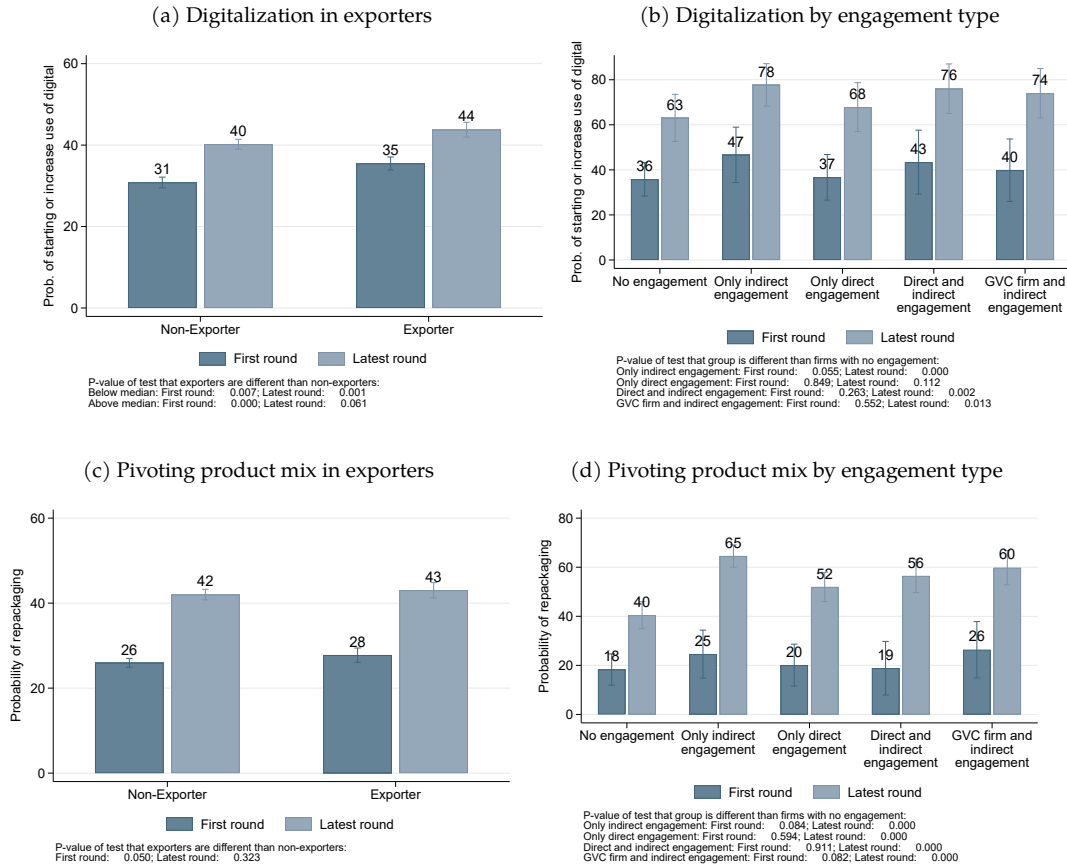 (a) Digitalization in exporters
Prob. of starting or increase use of digital
60
40
20
0
31
40
35
44
Non-Exporter
Exporter
First round
Latest round
P-value of test that exporters are different than non-exporters:
Below median: First round: 0.007; Latest round: 0.001
Above median: First round: 0.000; Latest round: 0.061
(b) Digitalization by engagement type
Prob. of starting or increase use of digital
80
60
40
20
0
36
63
47
78
37
68
43
76
40
74
No engagement
Only indirect
engagement
Only direct
engagement
Direct and
indirect
engagement
GVC firm and
indirect
engagement
First round
Latest round
P-value of test that group is different than firms with no engagement:
Only indirect engagement: First round: 0.055; Latest round: 0.000
Only direct engagement: First round: 0.849; Latest round: 0.112
Direct and indirect engagement: First round: 0.263; Latest round: 0.002
GVC firm and indirect engagement: First round: 0.552; Latest round: 0.013
(c) Pivoting product mix in exporters
Probability of repackaging
60
40
20
0
26
42
28
43
Non-Exporter
Exporter
First round
Latest round
P-value of test that exporters are different than non-exporters:
First round: 0.050; Latest round: 0.323
(d) Pivoting product mix by engagement type
Probability of repackaging
80
60
40
20
0
18
40
25
65
20
52
19
56
26
60
No engagement
Only indirect
engagement
Only direct
engagement
Direct and
indirect
engagement
GVC firm and
indirect
engagement
First round
Latest round
P-value of test that group is different than firms with no engagement:
Only indirect engagement: First round: 0.084; Latest round: 0.000
Only direct engagement: First round: 0.594; Latest round: 0.000
Direct and indirect engagement: First round: 0.911; Latest round: 0.000
GVC firm and indirect engagement: First round: 0.082; Latest round: 0.000